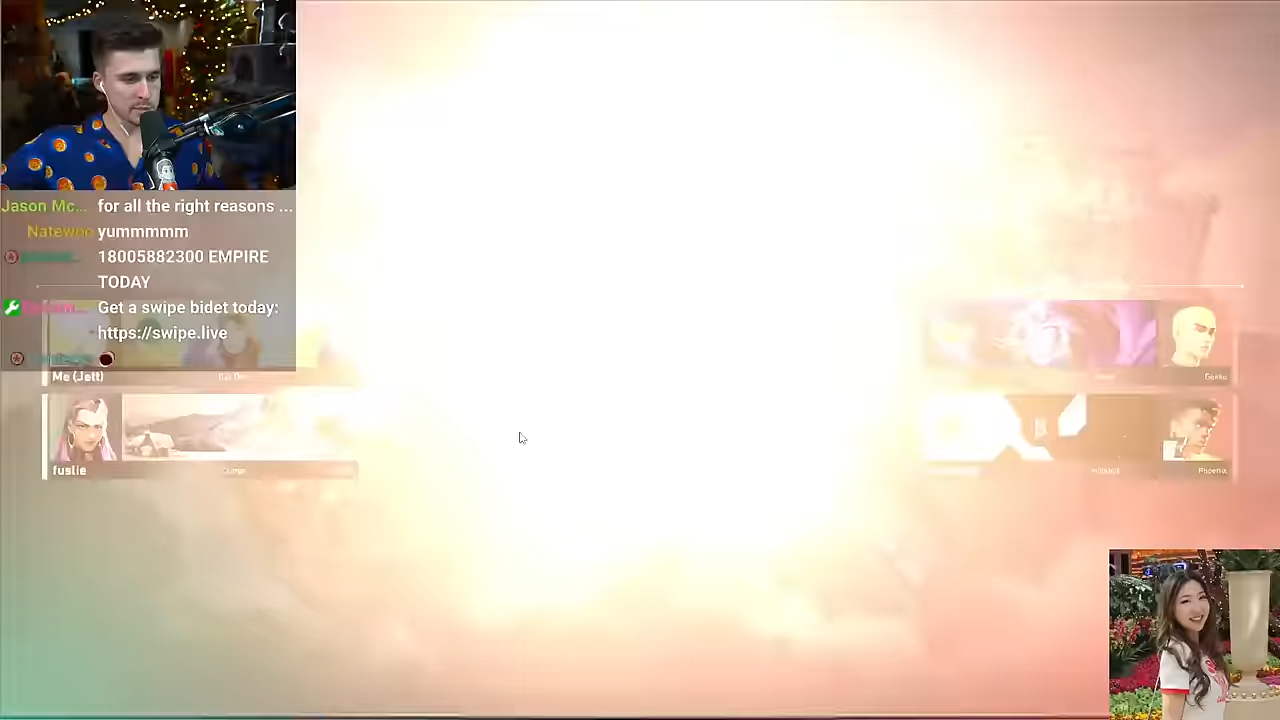 Jason Mc... for all the right reasons ...
Natewoo yummmmm
18005882300 EMPIRE
TODAY
Get a swipe bidet today:
https://swipe.live
Me (Jett)
Gekko
fuslie
Phoenix